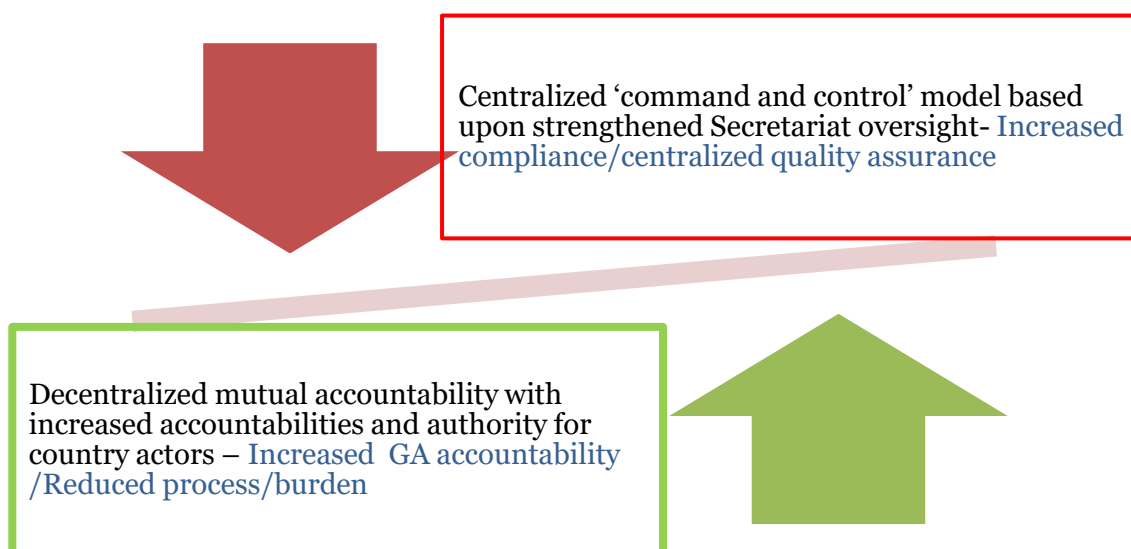 Centralized ‘command and control’ model based
upon strengthened Secretariat oversight- Increased
compliance/centralized quality assurance
Decentralized mutual accountability with
increased accountabilities and authority for
country actors – Increased  GA accountability
/Reduced process/burden